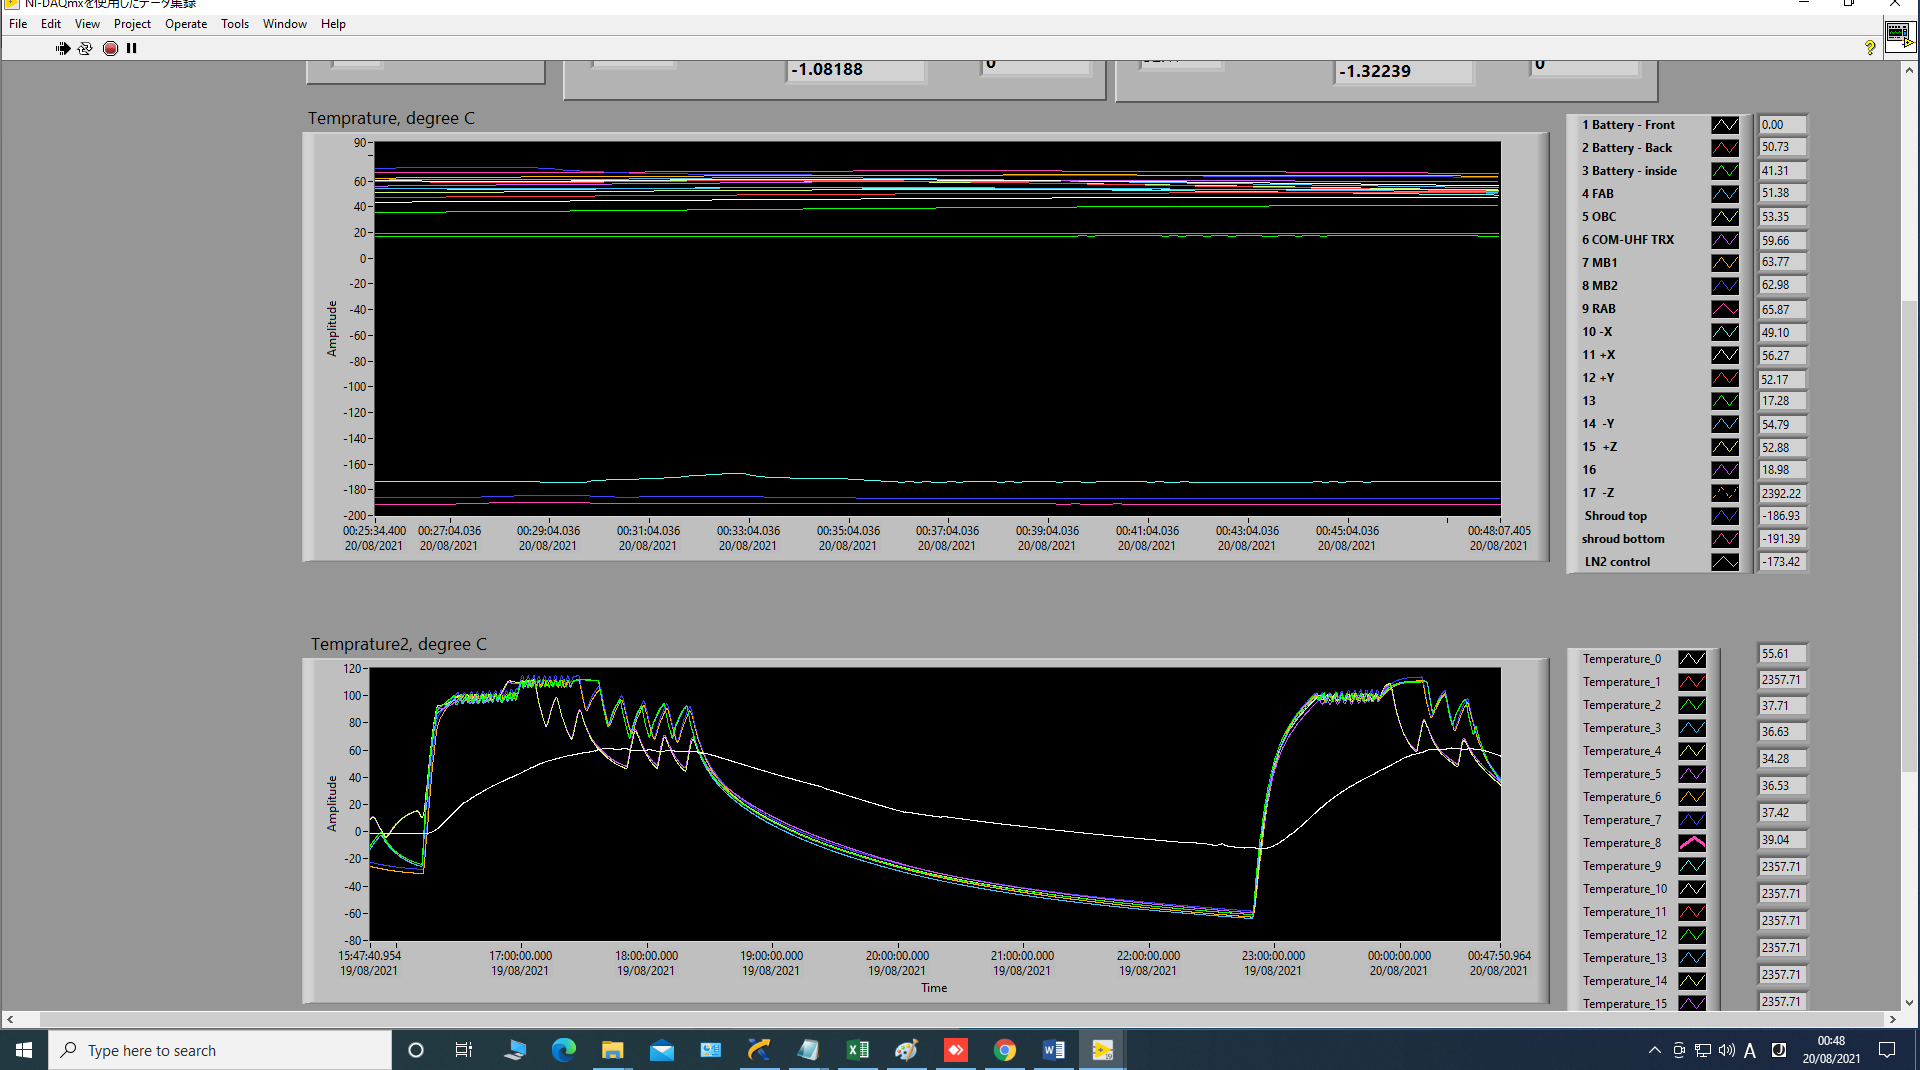 NI-DAQmxを使用したデータ集録
File Edit View Project Operate Tools Window Help
-1.08188 0 -1.32239 0
Temprature, degree C
90
60
40
20
0
-20
-40
-60
-80
-100
-120
-140
-160
-180
-200
Amplitude
00:25:34.400 00:27:04.036 00:29:04.036 00:31:04.036 00:33:04.036 00:35:04.036 00:37:04.036 00:39:04.036 00:41:04.036 00:43:04.036 00:45:04.036 00:48:07.405
20/08/2021 20/08/2021 20/08/2021 20/08/2021 20/08/2021 20/08/2021 20/08/2021 20/08/2021 20/08/2021 20/08/2021 20/08/2021 20/08/2021
1 Battery - Front 0.00
2 Battery - Back 50.73
3 Battery - inside 41.31
4 FAB 51.38
5 OBC 53.35
6 COM-UHF TRX 59.66
7 MB1 63.77
8 MB2 62.98
9 RAB 65.87
10 -X 49.10
11 +X 56.27
12 +Y 52.17
13 17.28
14 -Y 54.79
15 +Z 52.88
16 18.98
17 -Z 2392.22
Shroud top -186.93
shroud bottom -191.39
LN2 control -173.42
Temprature2, degree C
120
100
80
60
40
20
0
-20
-40
-60
-80
Amplitude
15:47:40.954 17:00:00.000 18:00:00.000 19:00:00.000 20:00:00.000 21:00:00.000 22:00:00.000 23:00:00.000 00:00:00.000 00:47:50.964
19/08/2021 19/08/2021 19/08/2021 19/08/2021 19/08/2021 19/08/2021 19/08/2021 19/08/2021 20/08/2021 20/08/2021
Time
Temperature_0 55.61
Temperature_1 2357.71
Temperature_2 37.71
Temperature_3 36.63
Temperature_4 34.28
Temperature_5 36.53
Temperature_6 37.42
Temperature_7 39.04
Temperature_8 2357.71
Temperature_9 2357.71
Temperature_10 2357.71
Temperature_11 2357.71
Temperature_12 2357.71
Temperature_13 2357.71
Temperature_14
Temperature_15
Type here to search
A
00:48
20/08/2021